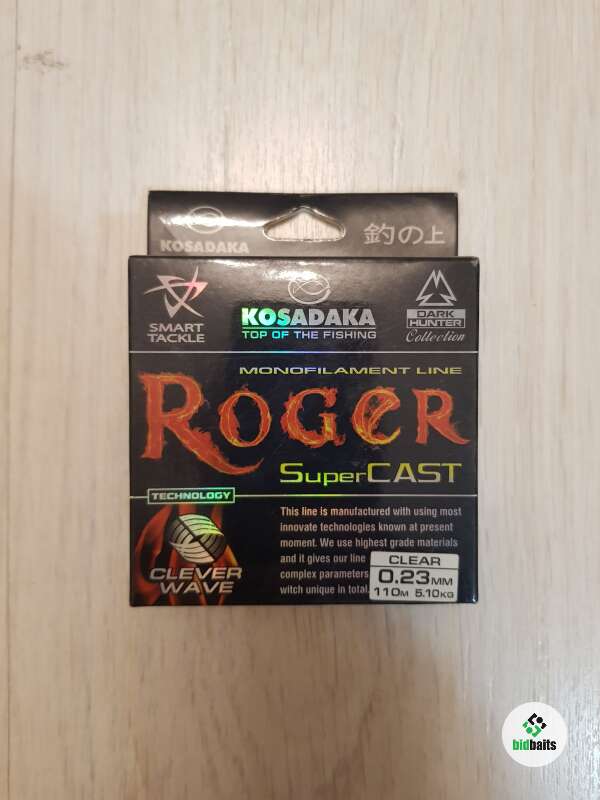 KOSADAKA
釣の上
SMART
TACKLE
KOSADAKA
TOP OF THE FISHING
DARK
HUNTER
Collection
MONOFILAMENT LINE
ROGER
SuperCAST
TECHNOLOGY
CLEVER
WAVE
This line is manufactured with using most
innovate technologies known at present
moment. We use highest grade materials
and it gives our line
complex parameters
witch unique in total.
CLEAR
0.23MM
110M 5.10KG
bidbaits